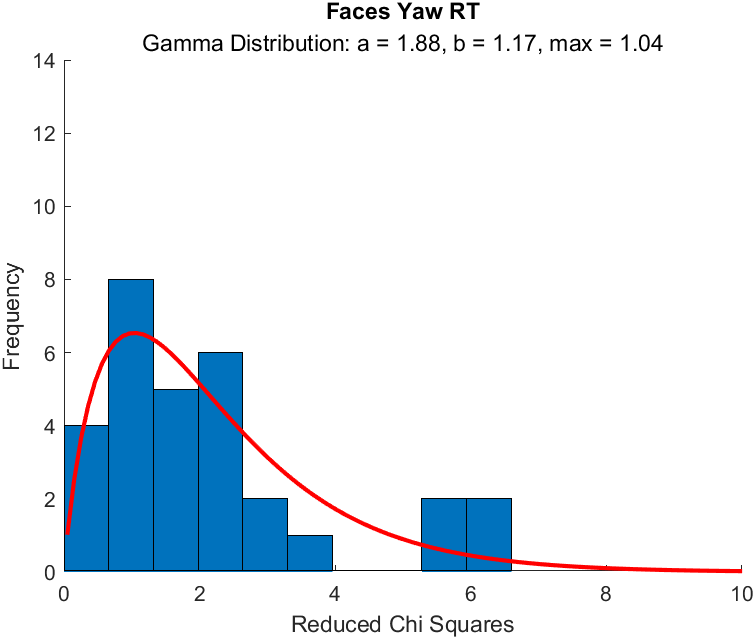 Faces Yaw RT
Gamma Distribution: a = 1.88, b = 1.17, max = 1.04
14
12
10
8
6
4
2
0
Frequency
0 2 4 6 8 10
Reduced Chi Squares